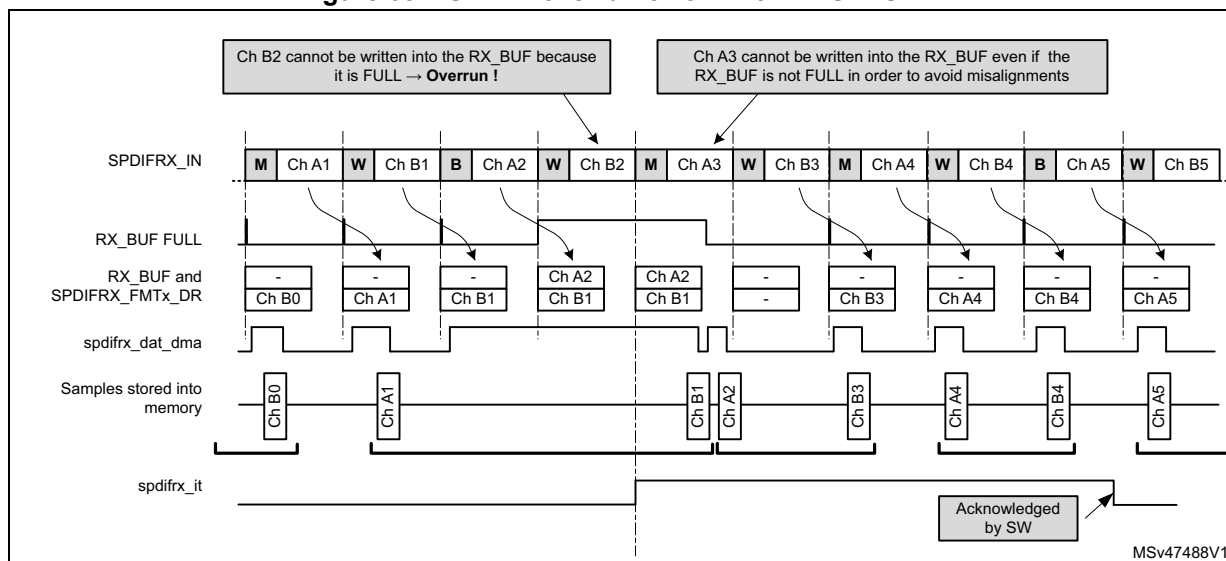 Ch B2 cannot be written into the RX_BUF because
it is FULL → Overrun !
Ch A3 cannot be written into the RX_BUF even if the
RX_BUF is not FULL in order to avoid misalignments
SPDIFRX_IN
M Ch A1 W Ch B1 B Ch A2 W Ch B2 M Ch A3 W Ch B3 M Ch A4 W Ch B4 B Ch A5 W Ch B5
RX_BUF FULL
RX_BUF and
SPDIFRX_FMTx_DR
- - - Ch A2 Ch A2 - - - - -
Ch B0 Ch A1 Ch B1 Ch B1 Ch B1 - Ch B3 Ch A4 Ch B4 Ch A5
spdifrx_dat_dma
Samples stored into
memory
Ch B0 Ch A1 Ch B1 Ch A2 Ch B3 Ch A4 Ch B4 Ch A5
spdifrx_it
Acknowledged
by SW
MSv47488V1